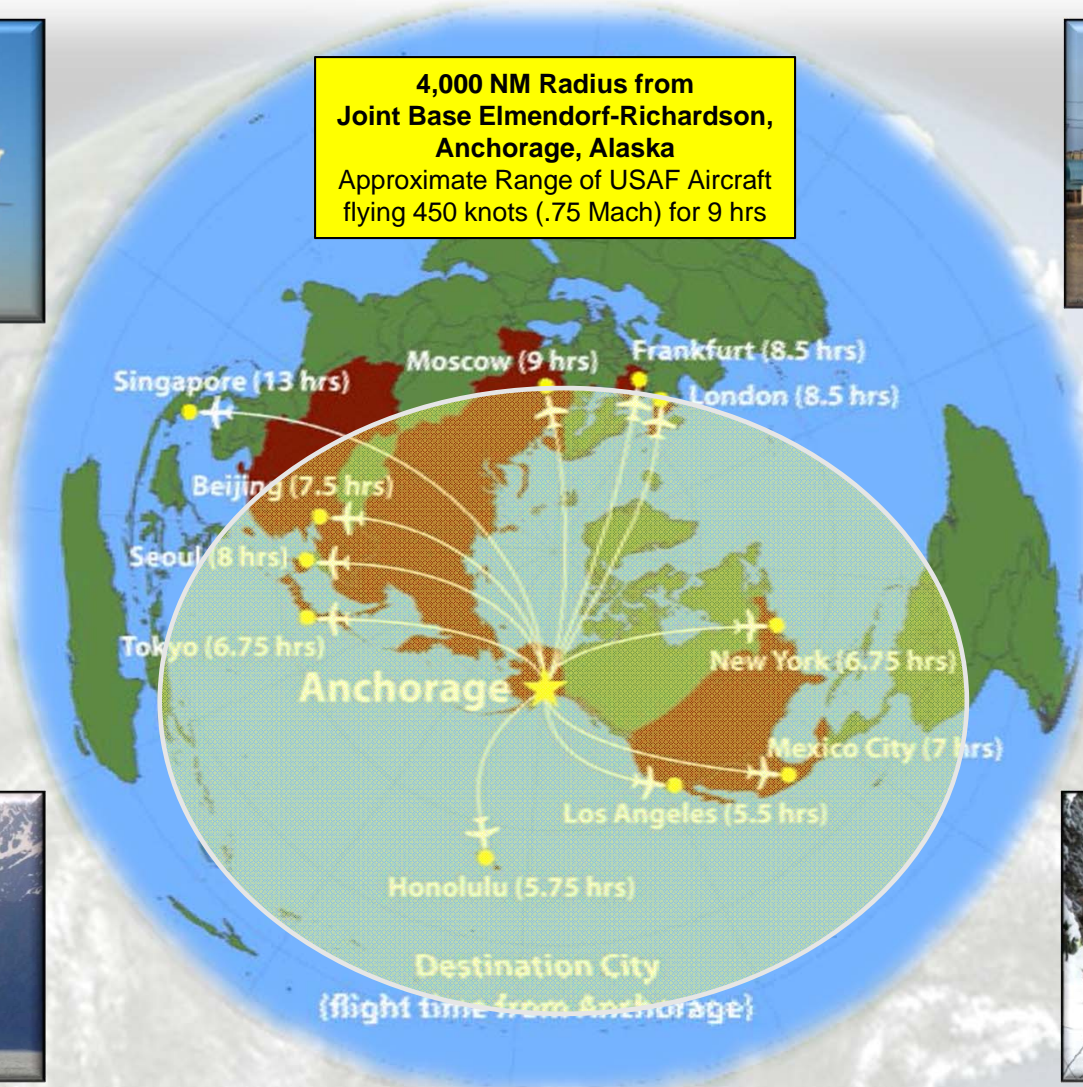 4,000 NM Radius from
Joint Base Elmendorf-Richardson,
Anchorage, Alaska
Approximate Range of USAF Aircraft
flying 450 knots (.75 Mach) for 9 hrs
Moscow (9 hrs)
Frankfurt (8.5 hrs)
Singapore (13 hrs)
London (8.5 hrs)
Beijing (7.5 hrs)
Seoul (8 hrs)
Tokyo (6.75 hrs)
New York (6.75 hrs)
Anchorage
Mexico City (7 hrs)
Los Angeles (5.5 hrs)
Honolulu (5.75 hrs)
Destination City
(flight time from Anchorage)